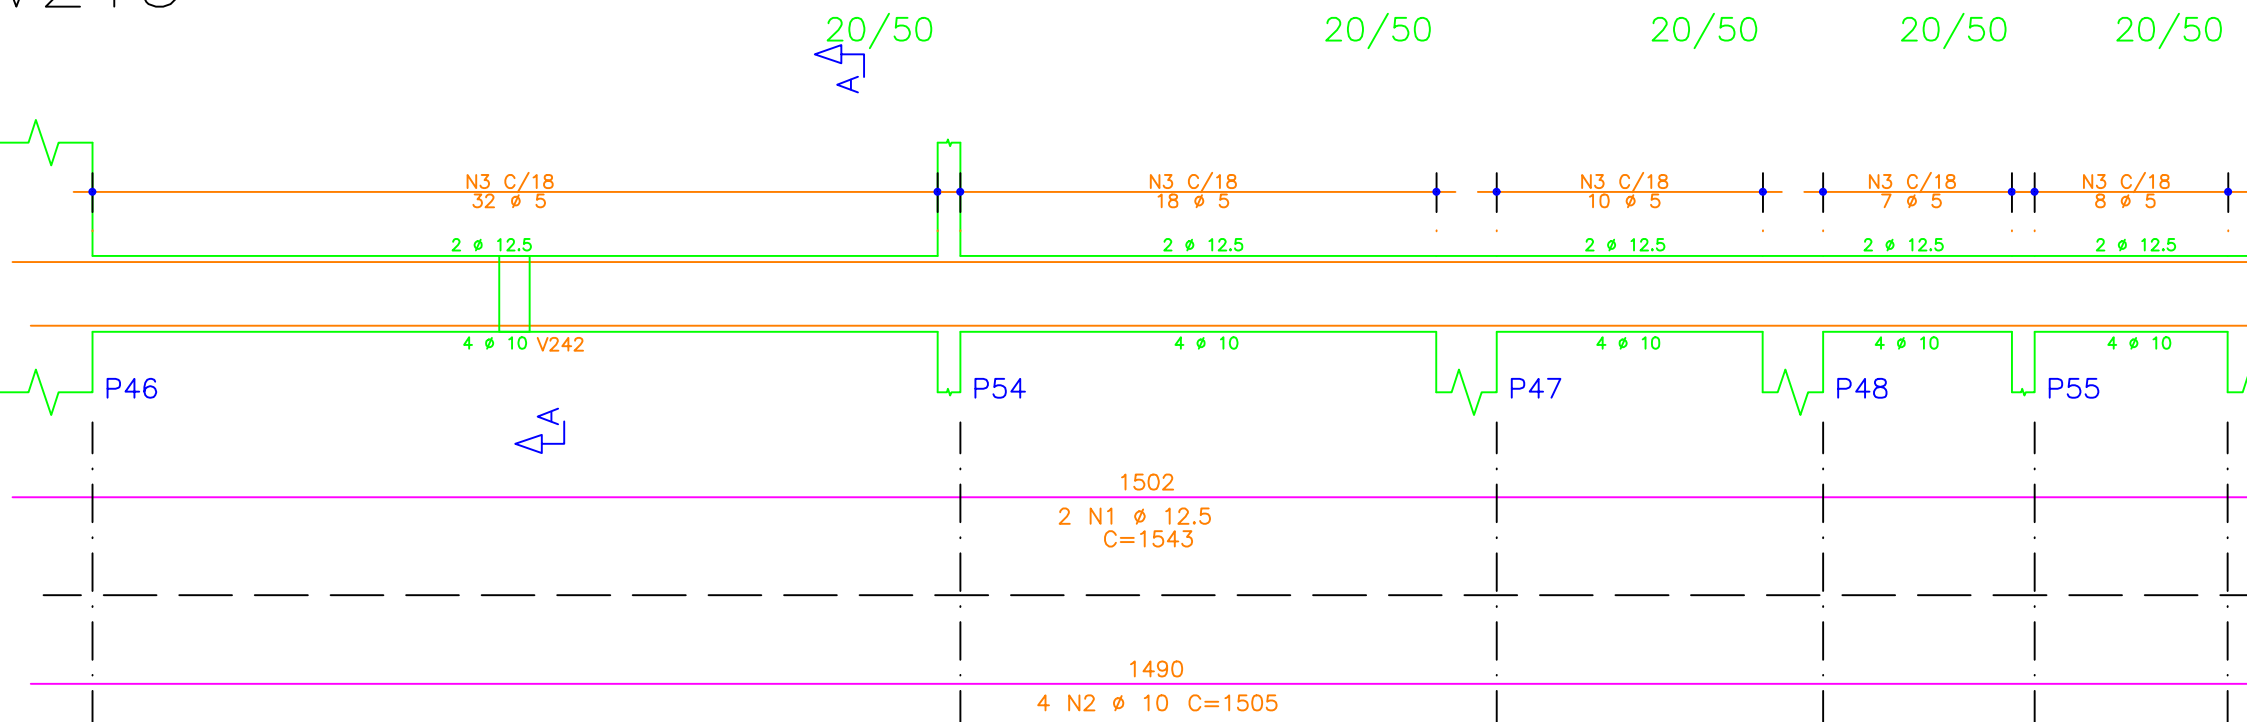 20/50 20/50 20/50 20/50 20/50
A
N3 C/18 N3 C/18 N3 C/18 N3 C/18 N3 C/18
32 ø 5 18 ø 5 10 ø 5 7 ø 5 8 ø 5
2 ø 12.5 2 ø 12.5 2 ø 12.5 2 ø 12.5 2 ø 12.5
4 ø 10 V242 4 ø 10 4 ø 10 4 ø 10 4 ø 10
P46 P54 P47 P48 P55
A
1502
2 N1 ø 12.5
C=1543
1490
4 N2 ø 10 C=1505